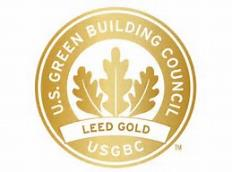 U.S. GREEN BUILDING COUNCIL
LEED GOLD
USGBC
TM